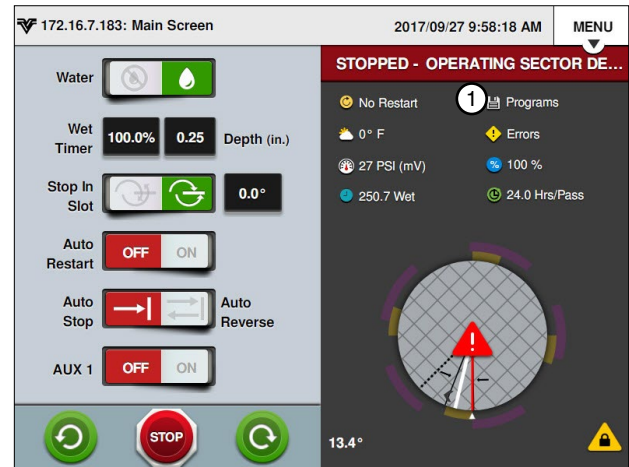 172.16.7.183: Main Screen
2017/09/27 9:58:18 AM
MENU
Water
Wet Timer
100.0%
0.25
Depth (in.)
Stop In Slot
0.0°
Auto Restart
OFF
ON
Auto Stop
Auto Reverse
AUX 1
OFF
ON
STOP
STOPPED - OPERATING SECTOR DE...
No Restart
1
Programs
0° F
Errors
27 PSI (mV)
%
100 %
250.7 Wet
24.0 Hrs/Pass
!
13.4°